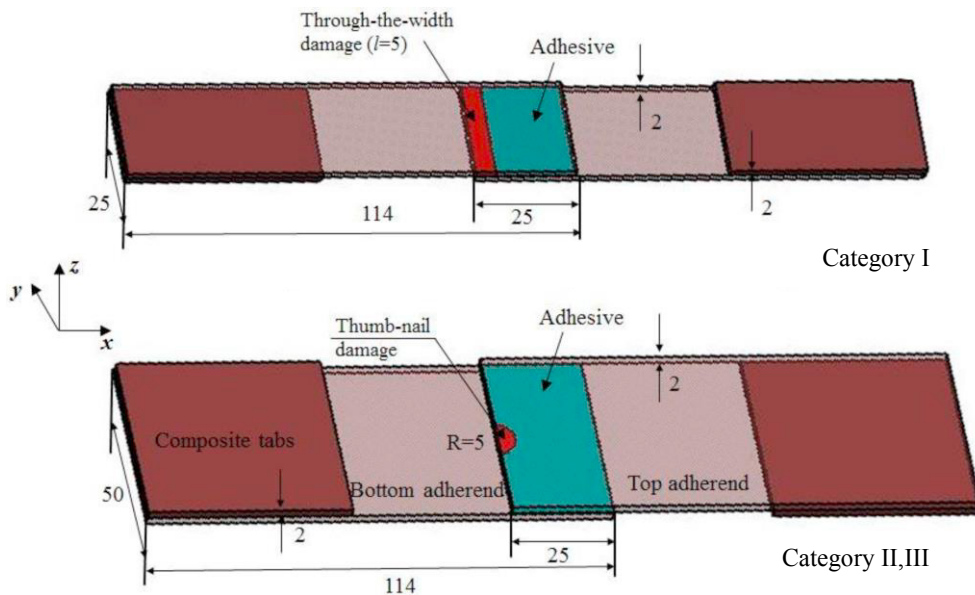 Through-the-width
damage (l=5)
Adhesive
2
25
114
25
2
Category I
z
y
x
Thumb-nail
damage
Adhesive
2
Composite tabs
R=5
Bottom adherend
Top adherend
50
2
25
114
Category II,III